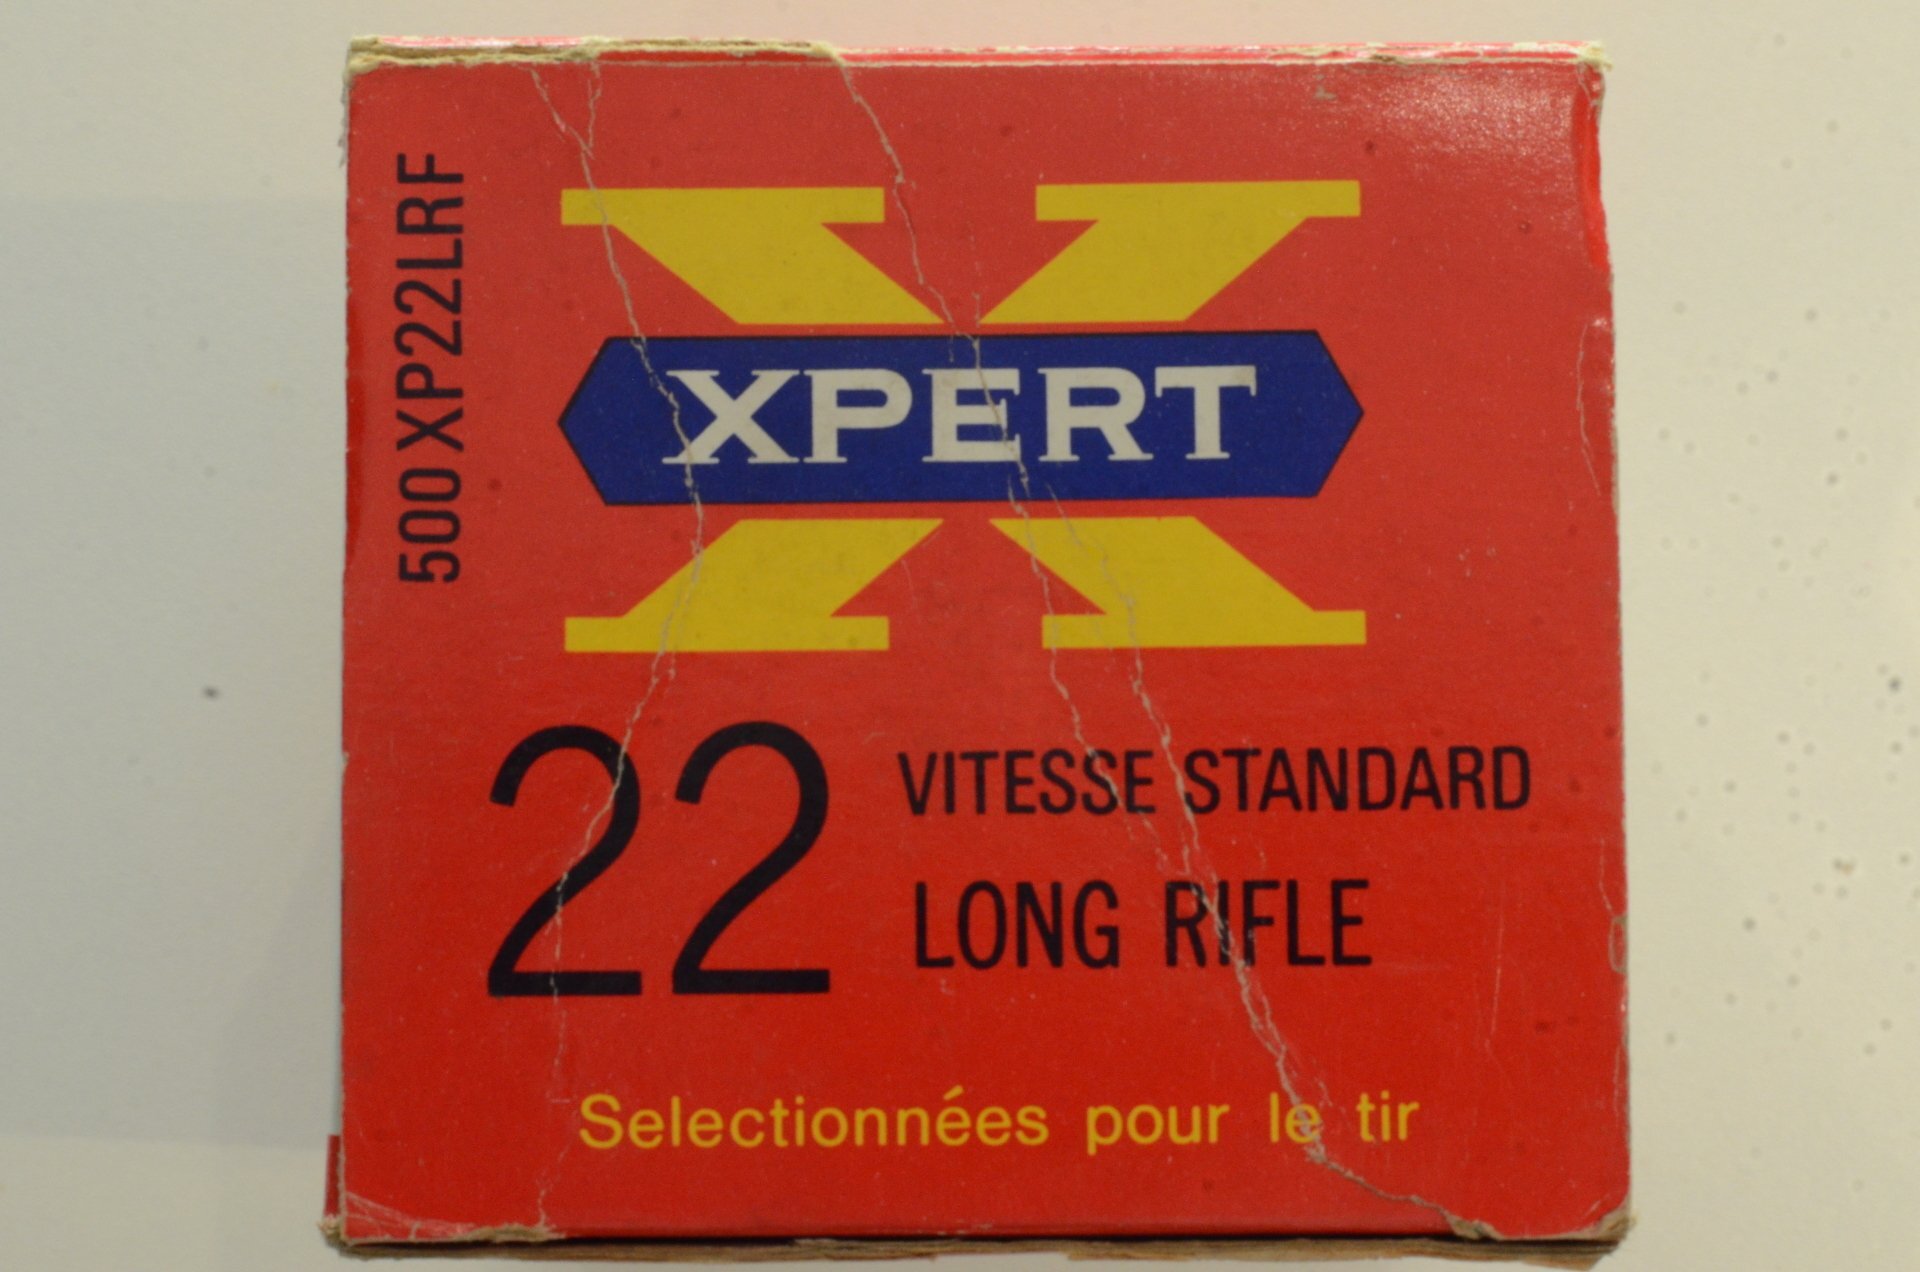 500 XP22LRF
XPERT
22
VITESSE STANDARD
LONG RIFLE
Selectionnées pour le tir